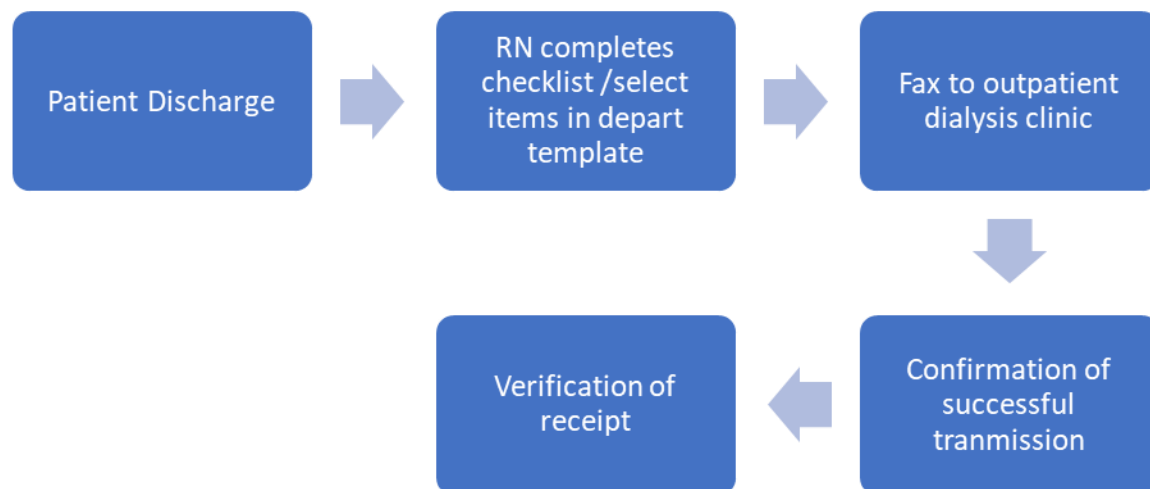 Patient Discharge
RN completes
checklist /select
items in depart
template
Fax to outpatient
dialysis clinic
Confirmation of
successful
tranmission
Verification of
receipt